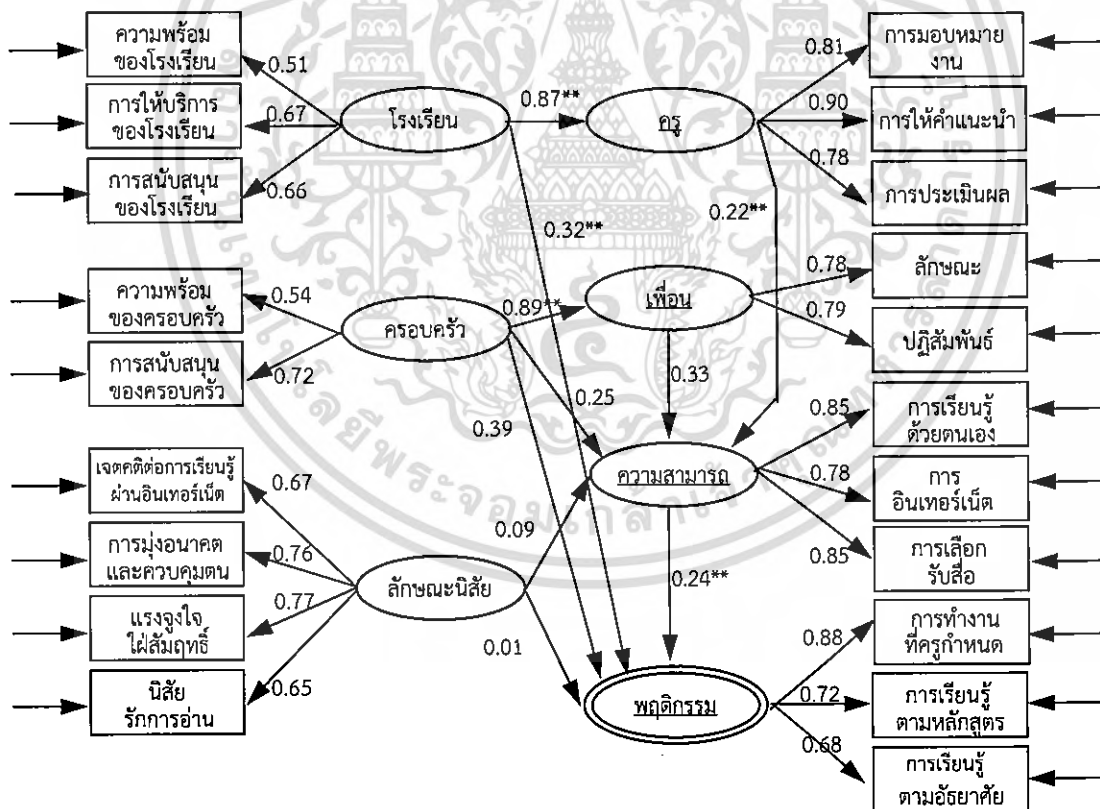 ความพร้อม
ของโรงเรียน
การให้บริการ
ของโรงเรียน
การสนับสนุน
ของโรงเรียน
0.51
0.67
0.66
โรงเรียน
0.87**
ครู
0.81
0.90
0.78
การมอบหมาย
งาน
การให้คำแนะนำ
การประเมินผล
0.32**
0.22**
ความพร้อม
ของครอบครัว
การสนับสนุน
ของครอบครัว
0.54
0.72
ครอบครัว
0.89**
เพื่อน
0.78
0.79
ลักษณะ
ปฏิสัมพันธ์
0.39
0.25
0.33
เจตคติต่อการเรียนรู้
ผ่านอินเทอร์เน็ต
การมุ่งอนาคต
และควบคุมตน
แรงจูงใจ
ใฝ่สัมฤทธิ์
นิสัย
รักการอ่าน
0.67
0.76
0.77
0.65
ลักษณะนิสัย
0.09
0.01
ความสามารถ
0.85
0.78
0.85
การเรียนรู้
ด้วยตนเอง
การ
อินเทอร์เน็ต
การเลือก
รับสื่อ
0.24**
พฤติกรรม
0.88
0.72
0.68
การทำงาน
ที่ครูกำหนด
การเรียนรู้
ตามหลักสูตร
การเรียนรู้
ตามอัธยาศัย